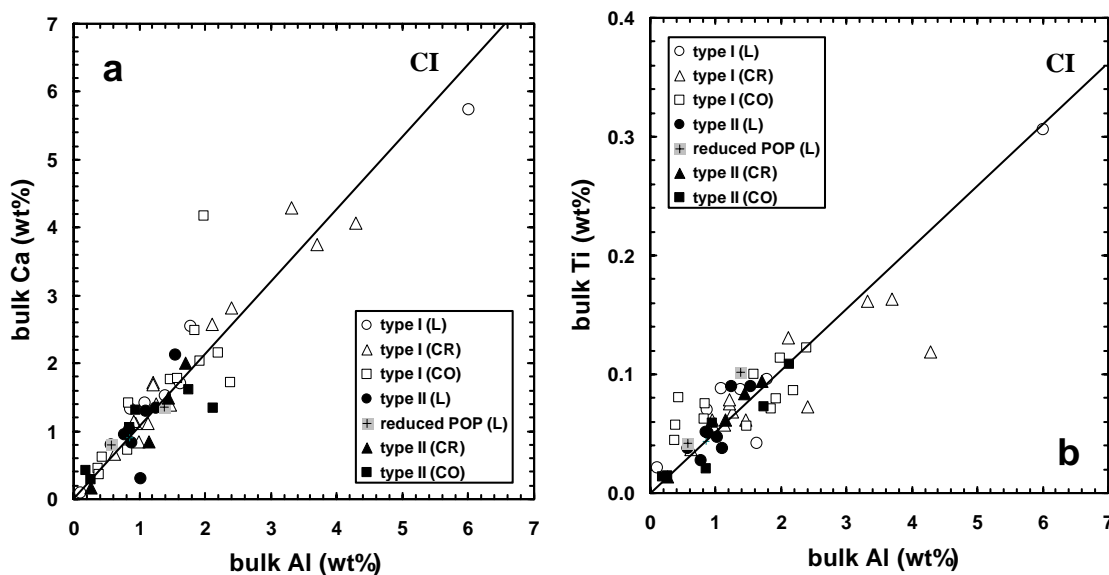 7
6
5
4
3
2
1
0
bulk Ca (wt%)
a
CI
type I (L)
type I (CR)
type I (CO)
type II (L)
reduced POP (L)
type II (CR)
type II (CO)
0 1 2 3 4 5 6 7
bulk Al (wt%)
0.4
0.3
0.2
0.1
0.0
bulk Ti (wt%)
type I (L)
type I (CR)
type I (CO)
type II (L)
reduced POP (L)
type II (CR)
type II (CO)
CI
b
0 1 2 3 4 5 6 7
bulk Al (wt%)